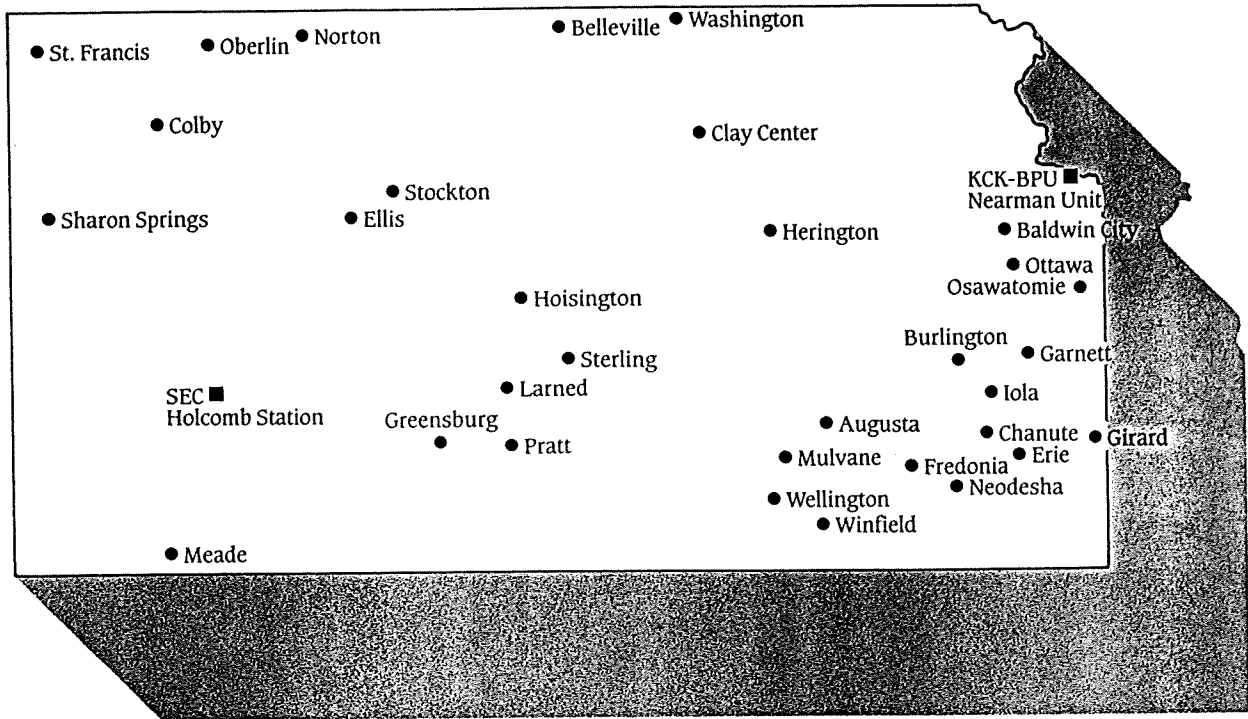 Washington
Belleville
Norton
Oberlin
St. Francis
Colby
Clay Center
KCK-BPU
Nearman Unit
Stockton
Sharon Springs
Ellis
Herington
Baldwin City
Ottawa
Osawatomie
Hoisington
Burlington
Garnett
Sterling
Larned
SEC
Holcomb Station
Iola
Greensburg
Augusta
Chanute
Girard
Pratt
Mulvane
Erie
Fredonia
Neodesha
Wellington
Winfield
Meade